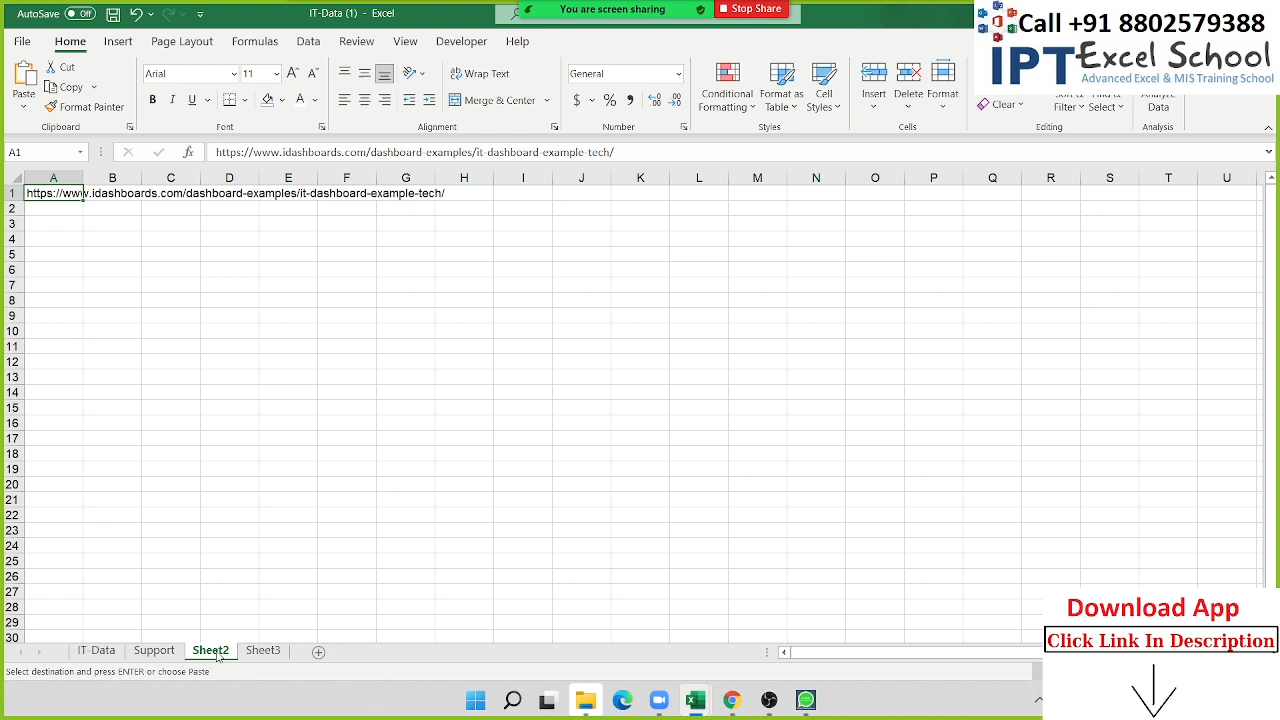 AutoSave Off
IT-Data (1) - Excel
You are screen sharing
Stop Share
Call +91 8802579388
IPT Excel School
Advanced Excel & MIS Training School
File Home Insert Page Layout Formulas Data Review View Developer Help
Paste
Cut
Copy
Format Painter
Clipboard
Arial 11
B I U
A
Font
Wrap Text
Merge & Center
Alignment
General
$ % 9
Number
Conditional Formatting
Format as Table
Cell Styles
Styles
Insert Delete Format
Cells
Clear
Sort & Filter
Find & Select
Editing
Analyze Data
Analysis
A1
fx
https://www.idashboards.com/dashboard-examples/it-dashboard-example-tech/
A B C D E F G H I J K L M N O P Q R S T U
1 https://www.idashboards.com/dashboard-examples/it-dashboard-example-tech/
2
3
4
5
6
7
8
9
10
11
12
13
14
15
16
17
18
19
20
21
22
23
24
25
26
27
28
29
30
IT-Data Support Sheet2 Sheet3
Select destination and press ENTER or choose Paste
Download App
Click Link In Description